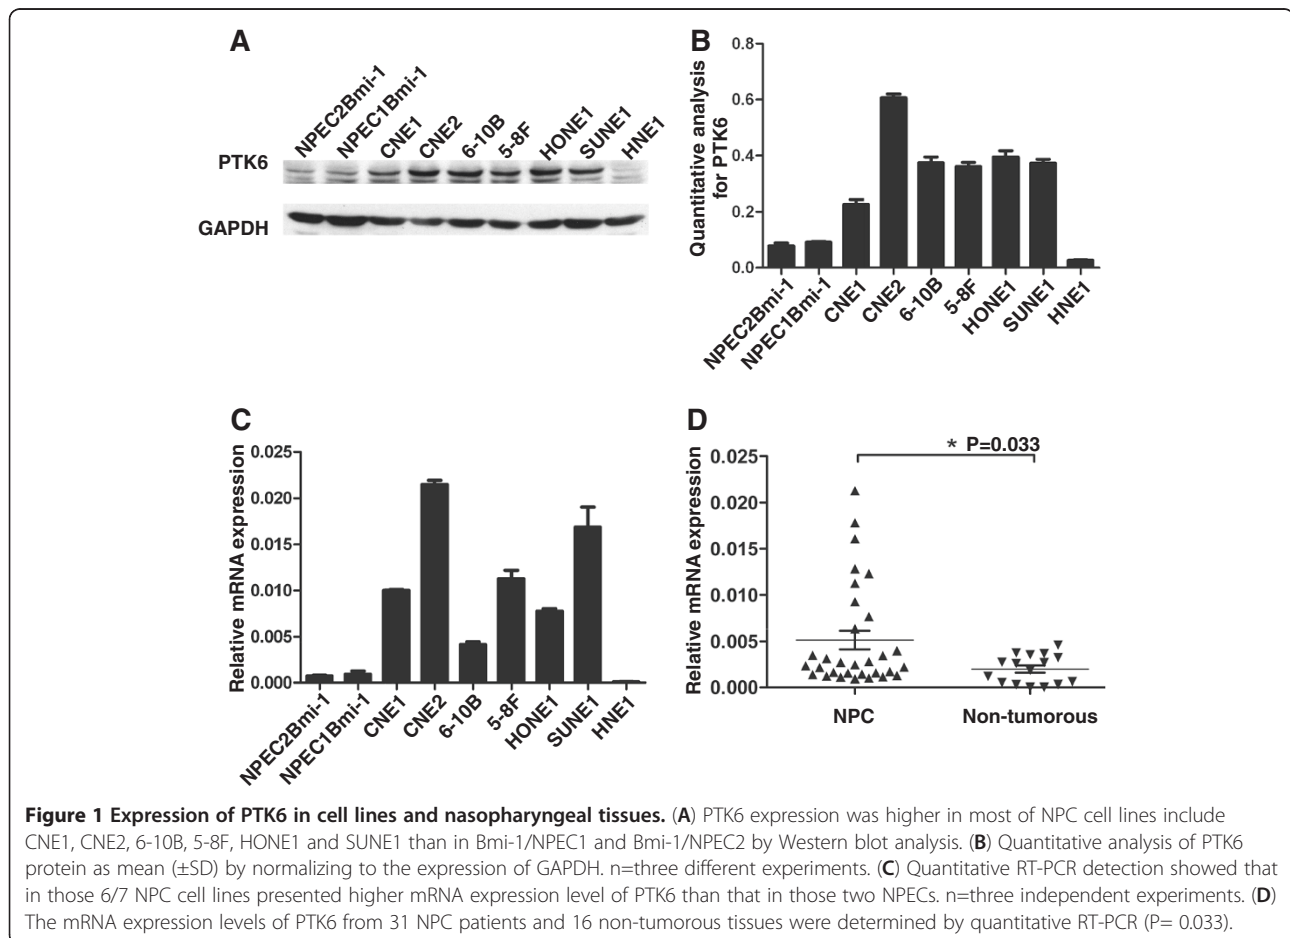 A
NPEC2Bmi-1 NPEC1Bmi-1 CNE1 CNE2 6-10B 5-8F HONE1 SUNE1 HNE1
PTK6
GAPDH
B
Quantitative analysis
for PTK6
0.8
0.6
0.4
0.2
0.0
NPEC2Bmi-1 NPEC1Bmi-1 CNE1 CNE2 6-10B 5-8F HONE1 SUNE1 HNE1
C
Relative mRNA expression
0.025
0.020
0.015
0.010
0.005
0.000
NPEC2Bmi-1 NPEC1Bmi-1 CNE1 CNE2 6-10B 5-8F HONE1 SUNE1 HNE1
D
Relative mRNA expression
* P=0.033
0.025
0.020
0.015
0.010
0.005
0.000
NPC Non-tumorous
Figure 1 Expression of PTK6 in cell lines and nasopharyngeal tissues. (A) PTK6 expression was higher in most of NPC cell lines include
CNE1, CNE2, 6-10B, 5-8F, HONE1 and SUNE1 than in Bmi-1/NPEC1 and Bmi-1/NPEC2 by Western blot analysis. (B) Quantitative analysis of PTK6
protein as mean (±SD) by normalizing to the expression of GAPDH. n=three different experiments. (C) Quantitative RT-PCR detection showed that
in those 6/7 NPC cell lines presented higher mRNA expression level of PTK6 than that in those two NPECs. n=three independent experiments. (D)
The mRNA expression levels of PTK6 from 31 NPC patients and 16 non-tumorous tissues were determined by quantitative RT-PCR (P= 0.033).